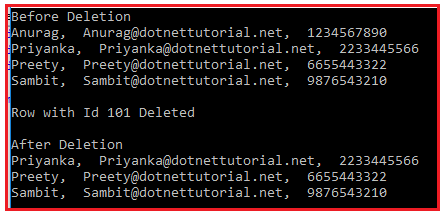 Before Deletion
Anurag,  Anurag@dotnettutorial.net,  1234567890
Priyanka,  Priyanka@dotnettutorial.net,  2233445566
Preety,  Preety@dotnettutorial.net,  6655443322
Sambit,  Sambit@dotnettutorial.net,  9876543210

Row with Id 101 Deleted

After Deletion
Priyanka,  Priyanka@dotnettutorial.net,  2233445566
Preety,  Preety@dotnettutorial.net,  6655443322
Sambit,  Sambit@dotnettutorial.net,  9876543210